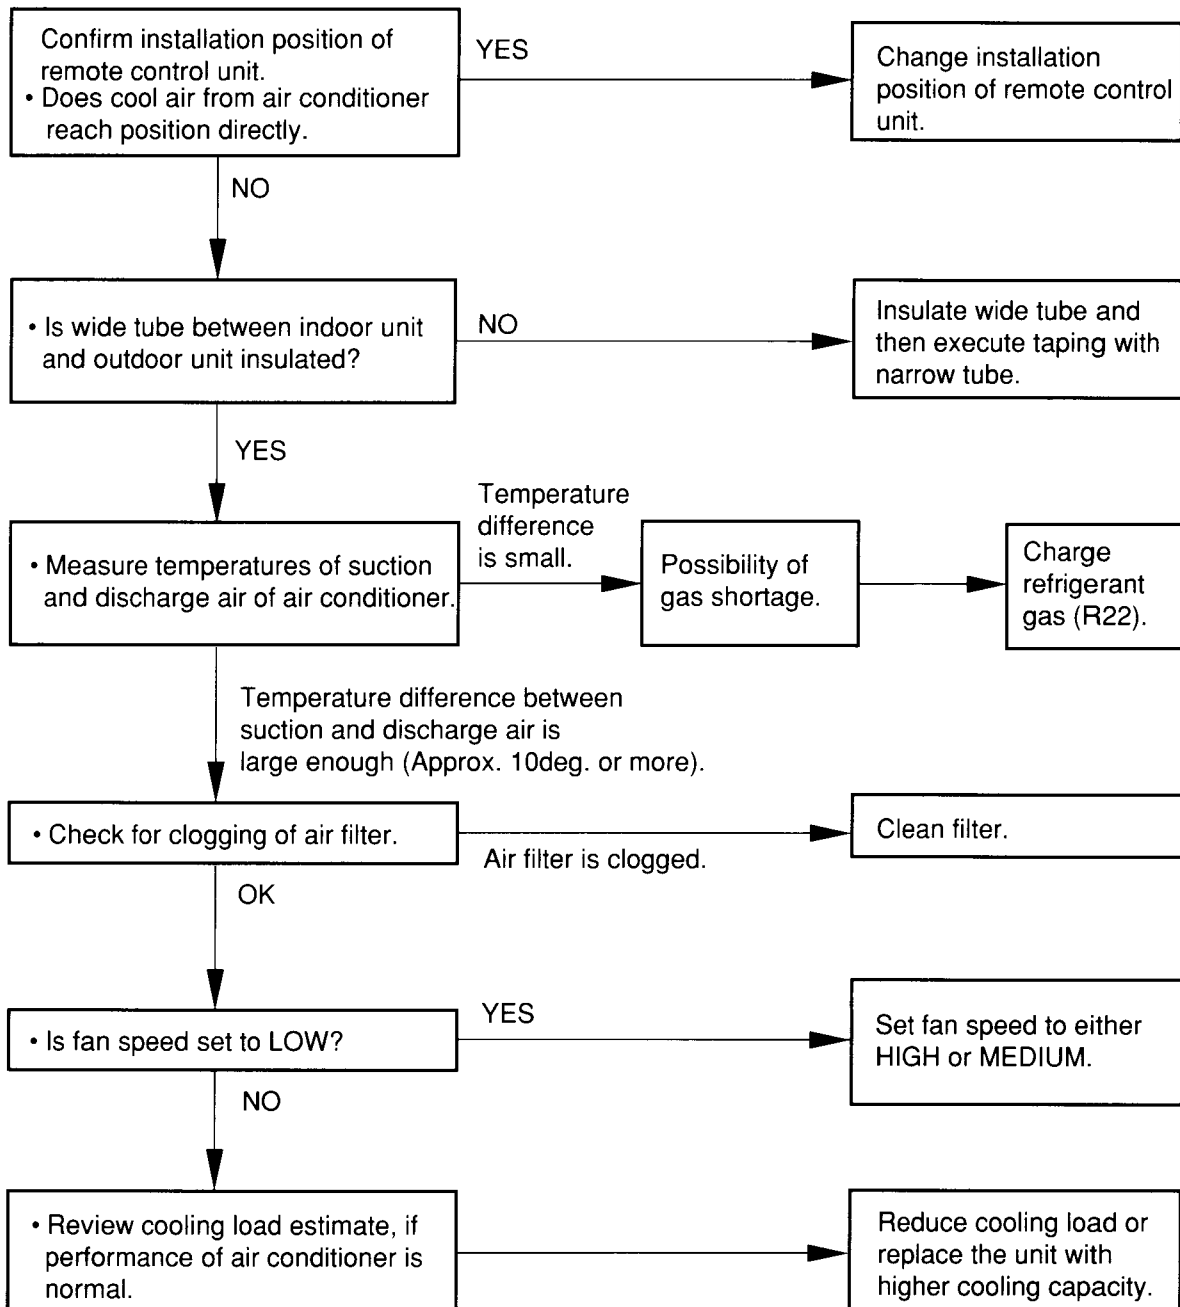 Confirm installation position of
remote control unit.
• Does cool air from air conditioner
reach position directly.
YES
Change installation
position of remote control
unit.
NO
• Is wide tube between indoor unit
and outdoor unit insulated?
NO
Insulate wide tube and
then execute taping with
narrow tube.
YES
• Measure temperatures of suction
and discharge air of air conditioner.
Temperature
difference
is small.
Possibility of
gas shortage.
Charge
refrigerant
gas (R22).
Temperature difference between
suction and discharge air is
large enough (Approx. 10deg. or more).
• Check for clogging of air filter.
Air filter is clogged.
Clean filter.
OK
• Is fan speed set to LOW?
YES
Set fan speed to either
HIGH or MEDIUM.
NO
• Review cooling load estimate, if
performance of air conditioner is
normal.
Reduce cooling load or
replace the unit with
higher cooling capacity.